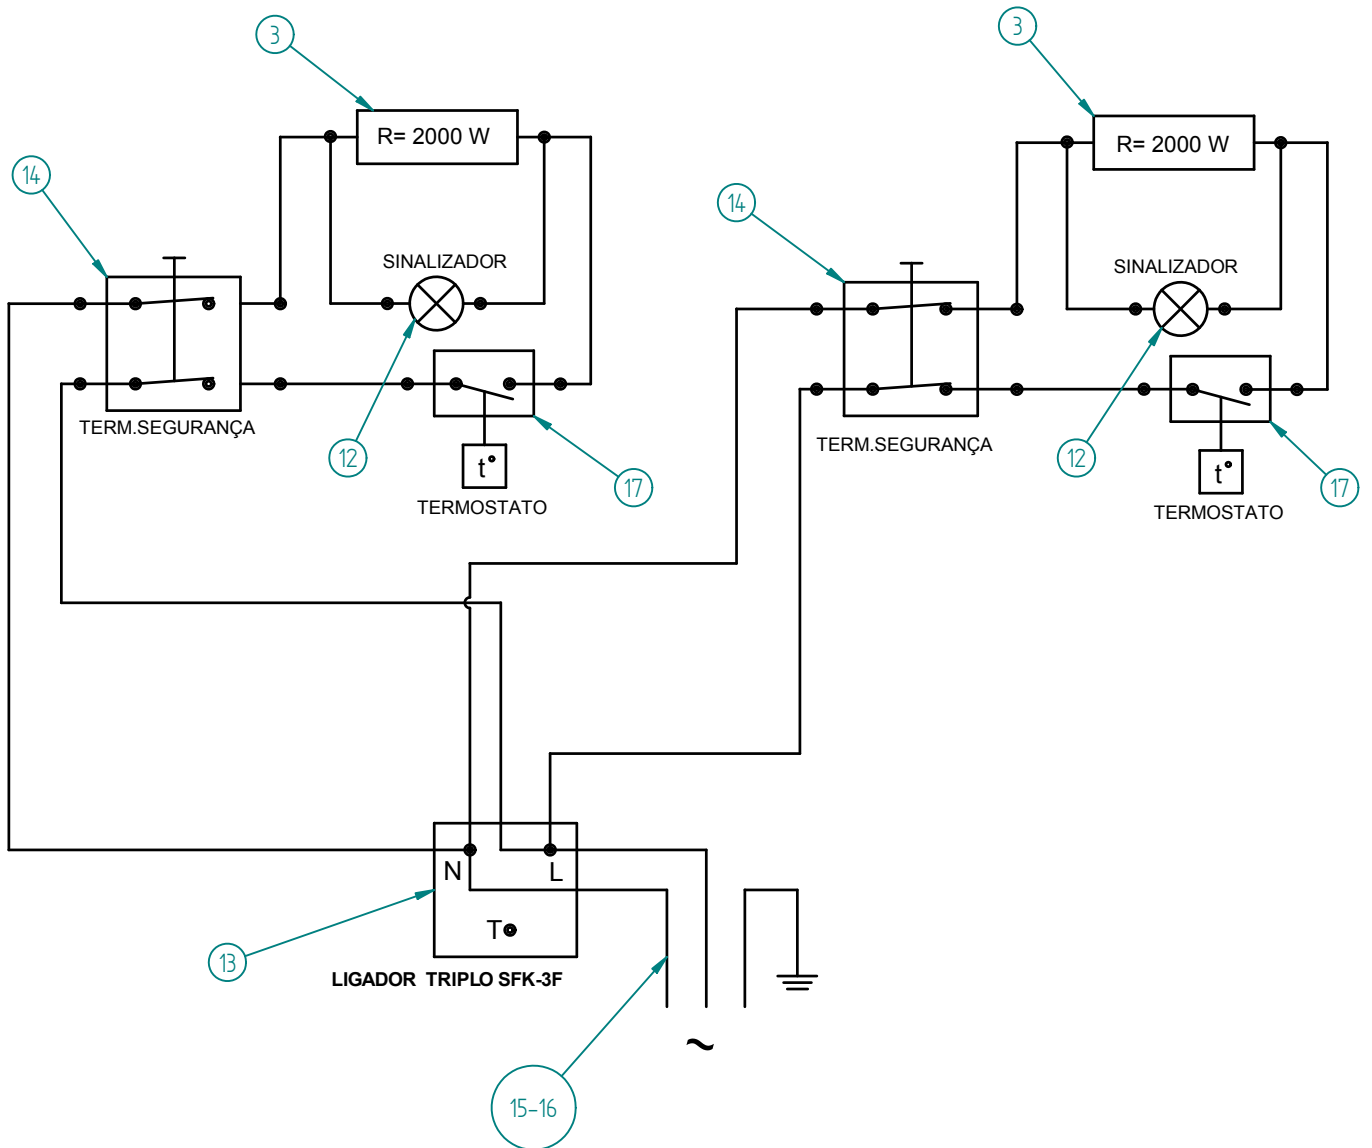 3
3
R= 2000 W
R= 2000 W
14
14
SINALIZADOR
SINALIZADOR
TERM.SEGURANÇA
TERM.SEGURANÇA
12
12
t°
t°
17
17
TERMOSTATO
TERMOSTATO
N
L
T
13
LIGADOR TRIPLO SFK-3F
~
15-16